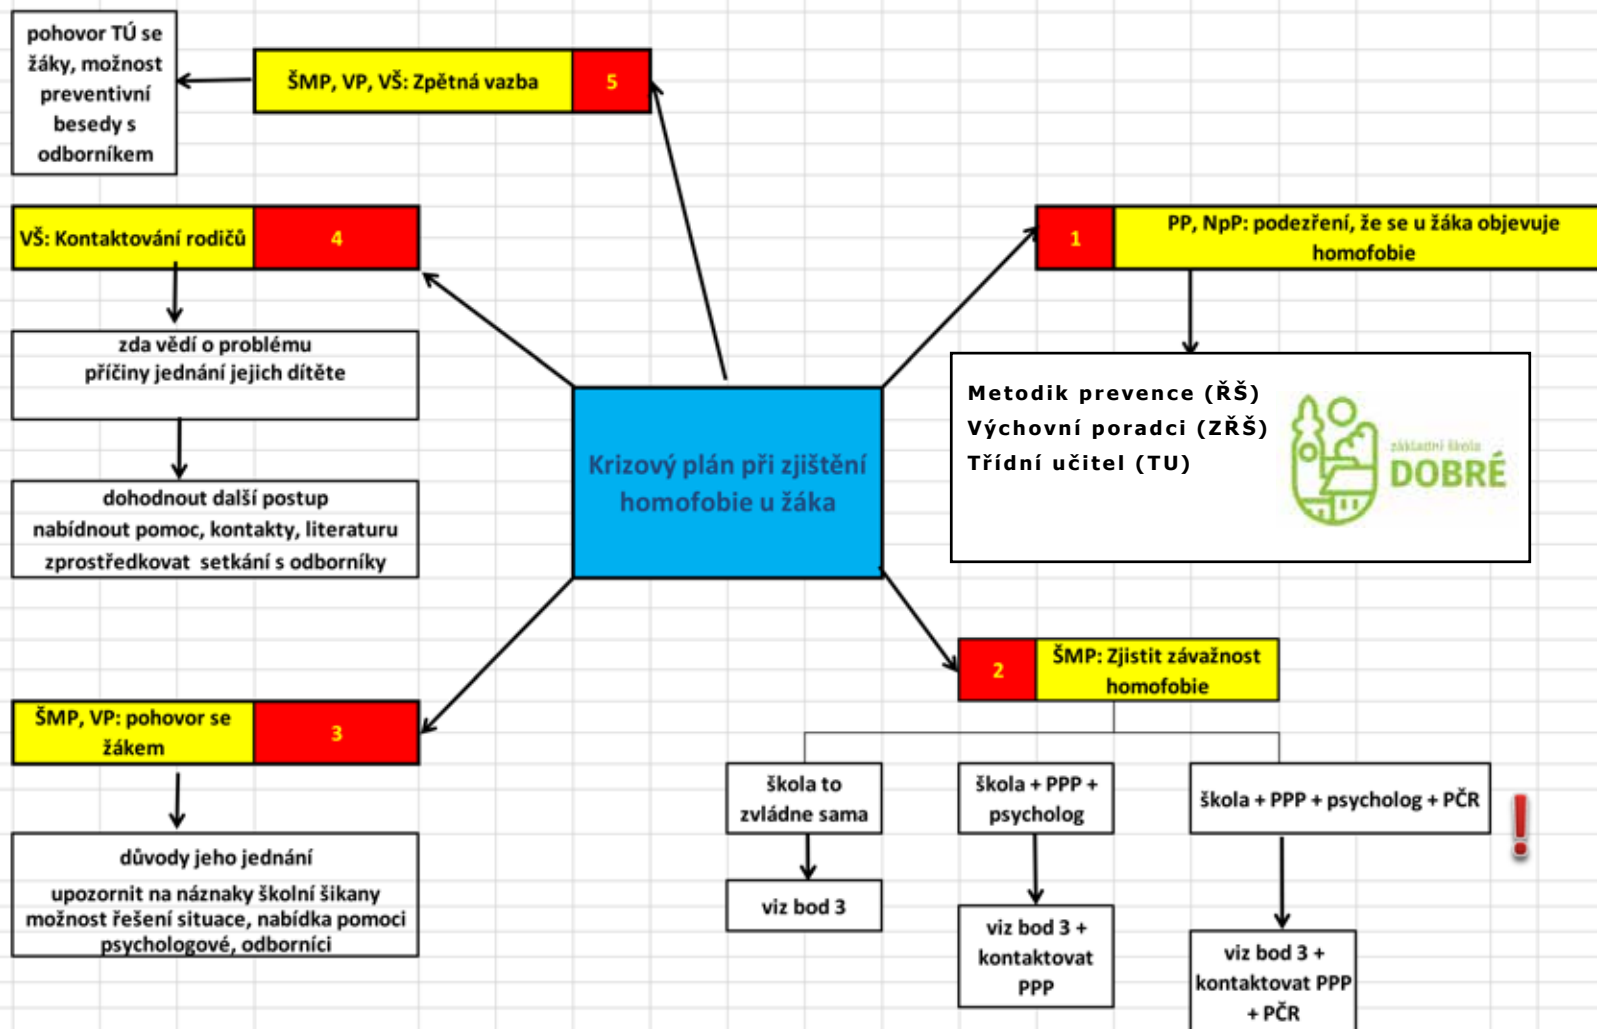 pohovor TÚ se
žáky, možnost
preventivní
besedy s
odborníkem
ŠMP, VP, VŠ: Zpětná vazba
5
VŠ: Kontaktování rodičů
4
zda vědí o problému
příčiny jednání jejich dítěte
dohodnout další postup
nabídnout pomoc, kontakty, literaturu
zprostředkovat setkání s odborníky
ŠMP, VP: pohovor se
žákem
3
důvody jeho jednání
upozornit na náznaky školní šikany
možnost řešení situace, nabídka pomoci
psychologové, odborníci
Krizový plán při zjištění
homofobie u žáka
1
PP, NpP: podezření, že se u žáka objevuje
homofobie
Metodik prevence (ŘŠ)
Výchovní poradci (ZŘŠ)
Třídní učitel (TU)
základní škola
DOBRÉ
2
ŠMP: Zjistit závažnost
homofobie
škola to
zvládne sama
viz bod 3
škola + PPP +
psycholog
viz bod 3 +
kontaktovat
PPP
škola + PPP + psycholog + PČR
viz bod 3 +
kontaktovat PPP
+ PČR